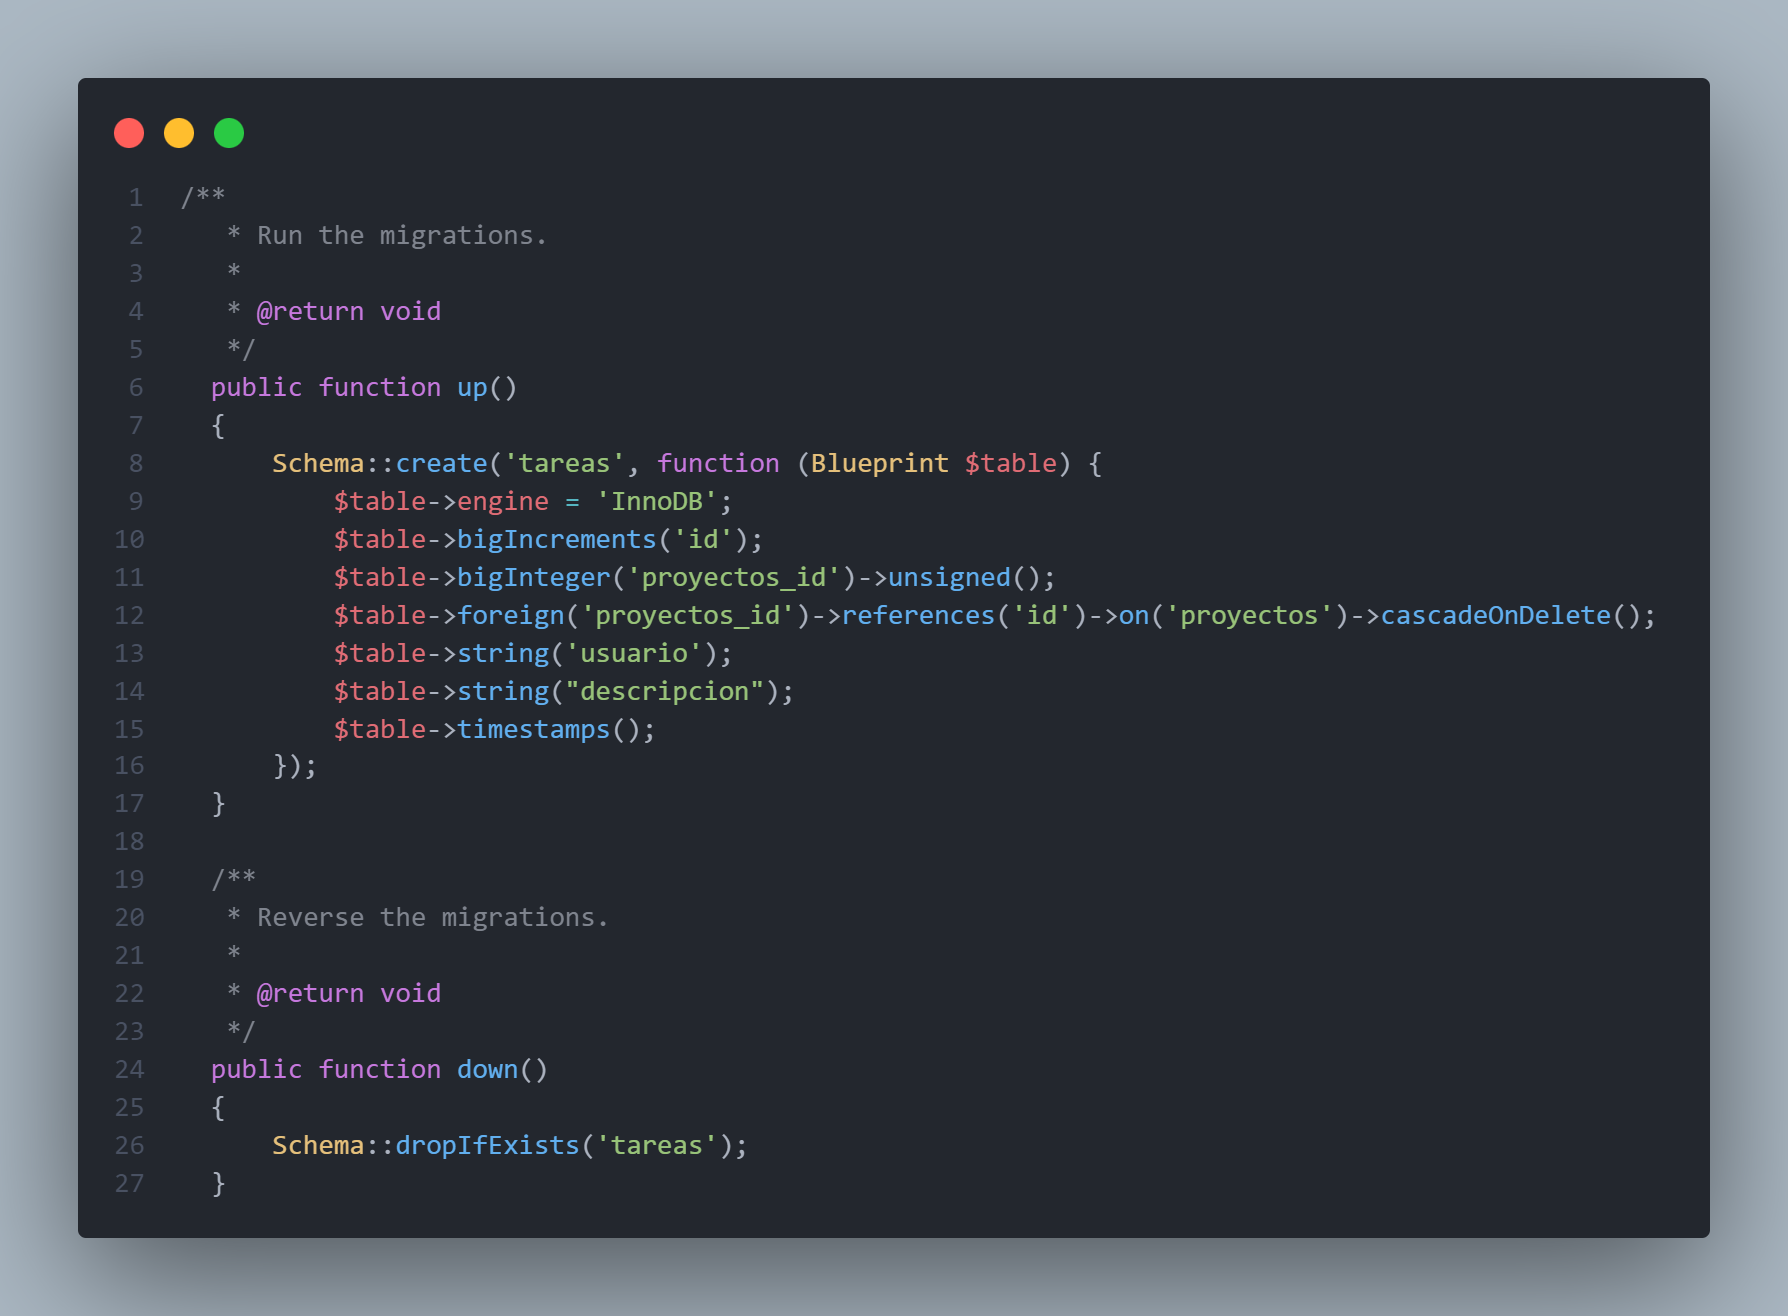 1 /**
2 * Run the migrations.
3 *
4 * @return void
5 */
6 public function up()
7 {
8 Schema::create('tareas', function (Blueprint $table) {
9 $table->engine = 'InnoDB';
10 $table->bigIncrements('id');
11 $table->bigInteger('proyectos_id')->unsigned();
12 $table->foreign('proyectos_id')->references('id')->on('proyectos')->cascadeOnDelete();
13 $table->string('usuario');
14 $table->string("descripcion");
15 $table->timestamps();
16 });
17 }
18
19 /**
20 * Reverse the migrations.
21 *
22 * @return void
23 */
24 public function down()
25 {
26 Schema::dropIfExists('tareas');
27 }